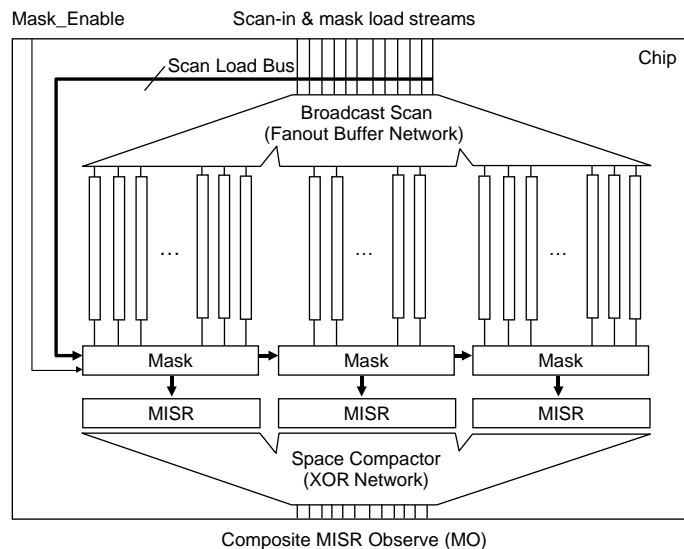 Mask_Enable
Scan-in & mask load streams
Scan Load Bus
Chip
Broadcast Scan
(Fanout Buffer Network)
... ... ...
Mask Mask Mask
MISR MISR MISR
Space Compactor
(XOR Network)
Composite MISR Observe (MO)